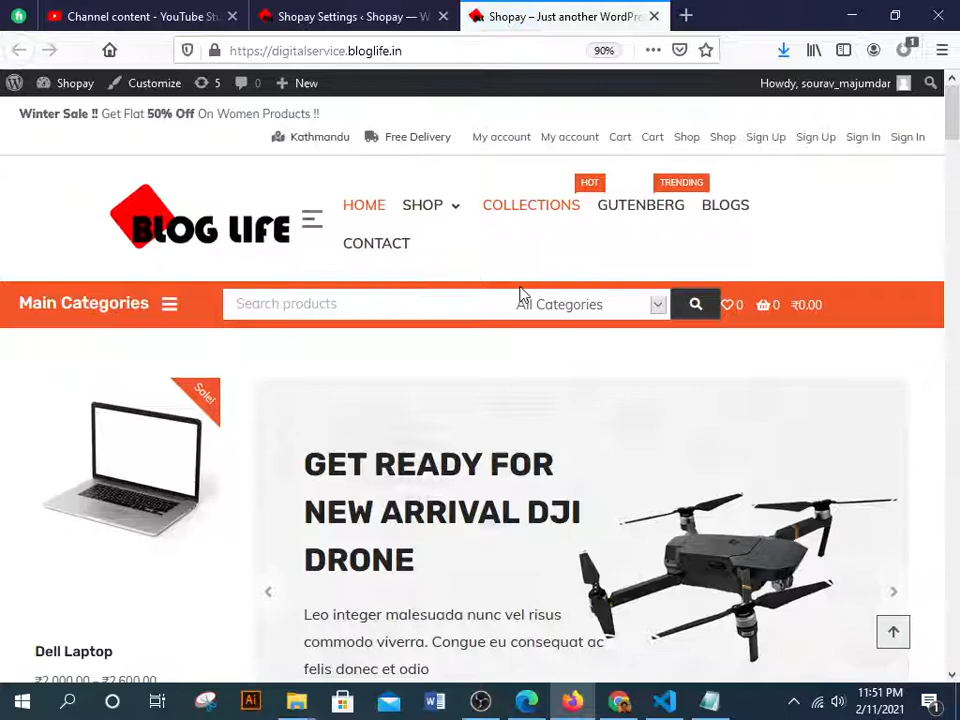 Channel content - YouTube Stu
Shopay Settings ‹ Shopay — W
Shopay – Just another WordPre
https://digitalservice.bloglife.in
90%
1
Shopay
Customize
5
0
New
Howdy, sourav_majumdar
Winter Sale !! Get Flat 50% Off On Women Products !!
Kathmandu
Free Delivery
My account
My account
Cart
Cart
Shop
Shop
Sign Up
Sign Up
Sign In
Sign In
HOT
TRENDING
BLOG LIFE
HOME
SHOP
COLLECTIONS
GUTENBERG
BLOGS
CONTACT
Main Categories
Search products
All Categories
0
0
₹0.00
Sale!
GET READY FOR
NEW ARRIVAL DJI
DRONE
Leo integer malesuada nunc vel risus
commodo viverra. Congue eu consequat ac
felis donec et odio
Dell Laptop
₹2,000.00 – ₹2,600.00
Ai
11:51 PM
2/11/2021
1